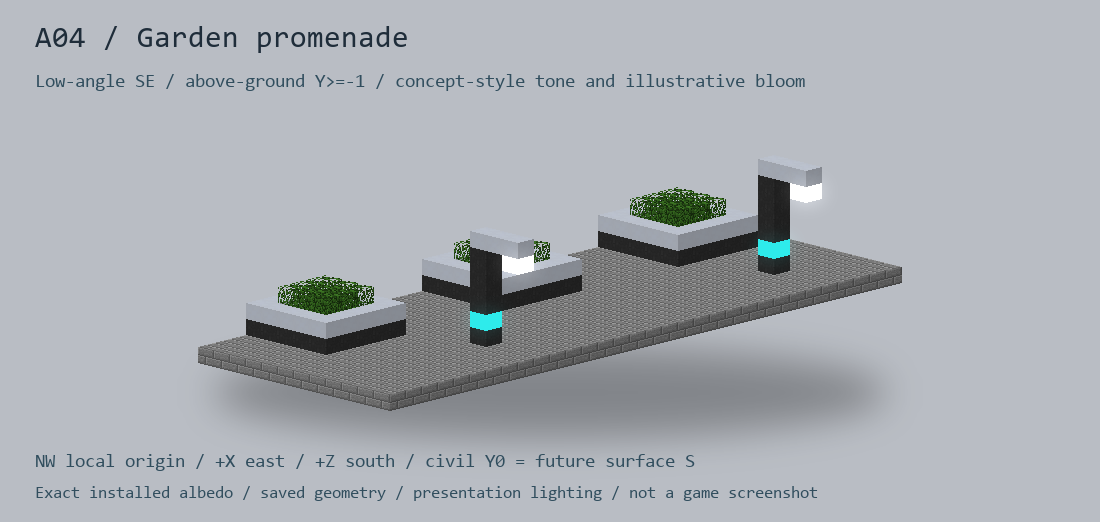 A04 / Garden promenade
Low-angle SE / above-ground Y>=-1 / concept-style tone and illustrative bloom
NW local origin / +X east / +Z south / civil Y0 = future surface S
Exact installed albedo / saved geometry / presentation lighting / not a game screenshot